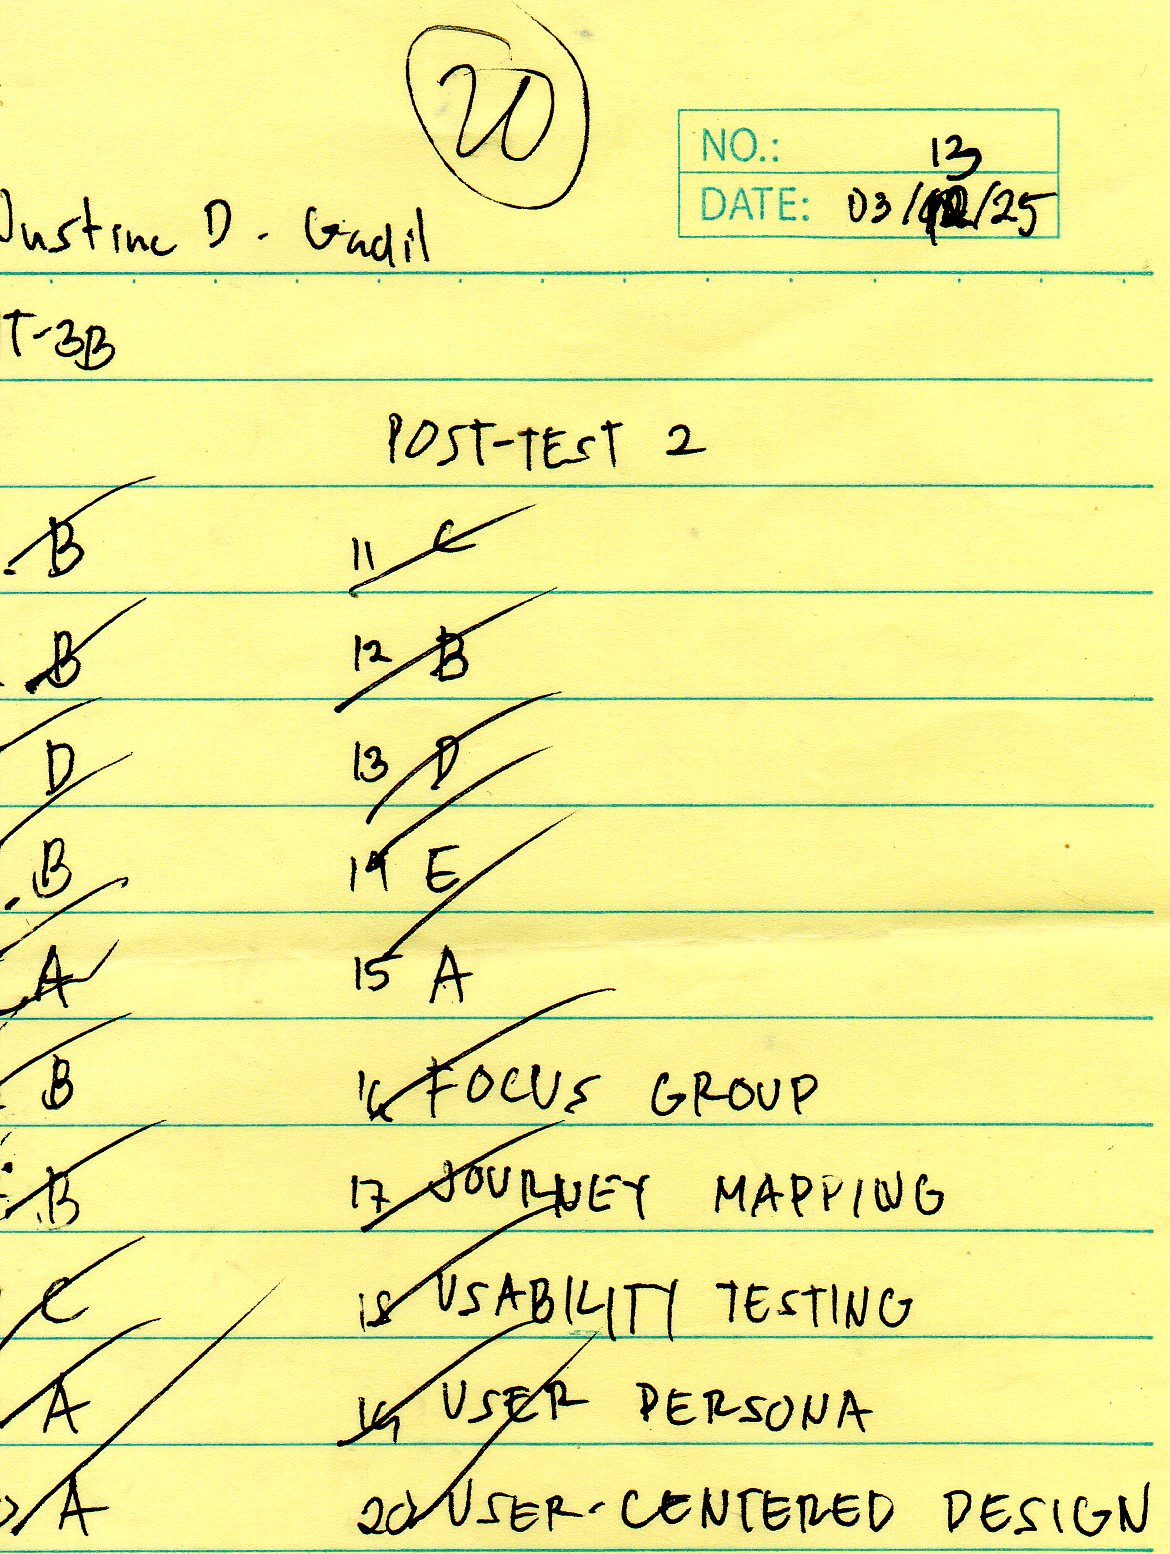 20
NO.: 13
DATE: 03/12/25
Justine D. Gadil
T-3B
POST-TEST 2
B
11 C
B
12 B
D
13 D
B
14 E
A
15 A
B
16 FOCUS GROUP
B
17 JOURNEY MAPPING
C
18 USABILITY TESTING
A
19 USER PERSONA
A
20 USER-CENTERED DESIGN